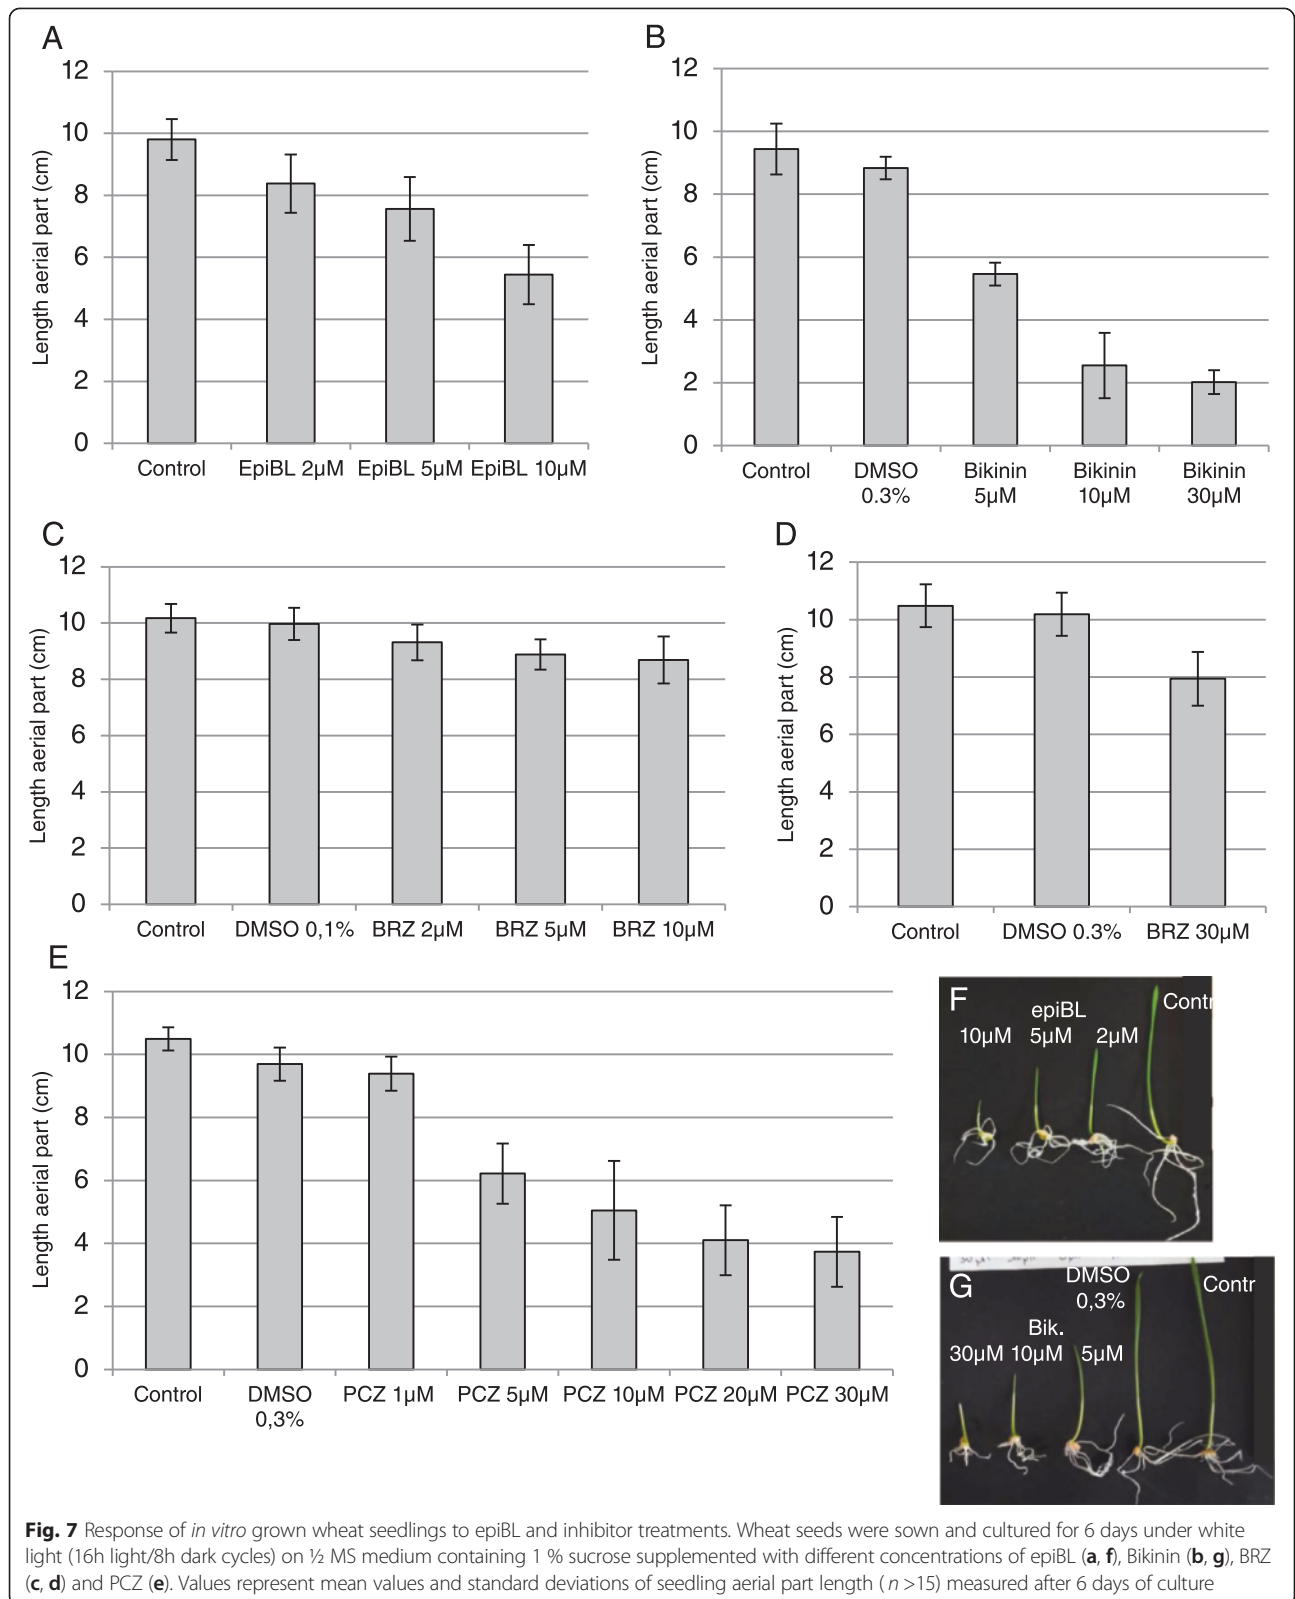 A
12
10
8
6
4
2
0
Length aerial part (cm)
Control EpiBL 2µM EpiBL 5µM EpiBL 10µM
B
12
10
8
6
4
2
0
Length aerial part (cm)
Control DMSO Bikinin Bikinin Bikinin
0.3% 5µM 10µM 30µM
C
12
10
8
6
4
2
0
Length aerial part (cm)
Control DMSO 0,1% BRZ 2µM BRZ 5µM BRZ 10µM
D
12
10
8
6
4
2
0
Length aerial part (cm)
Control DMSO 0.3% BRZ 30µM
E
12
10
8
6
4
2
0
Length aerial part (cm)
Control DMSO PCZ 1µM PCZ 5µM PCZ 10µM PCZ 20µM PCZ 30µM
0,3%
F
Contr
epiBL
10µM 5µM 2µM
G
DMSO Contr
0,3%
Bik.
30µM 10µM 5µM
Fig. 7 Response of in vitro grown wheat seedlings to epiBL and inhibitor treatments. Wheat seeds were sown and cultured for 6 days under white
light (16h light/8h dark cycles) on ½ MS medium containing 1 % sucrose supplemented with different concentrations of epiBL (a, f), Bikinin (b, g), BRZ
(c, d) and PCZ (e). Values represent mean values and standard deviations of seedling aerial part length ( n >15) measured after 6 days of culture